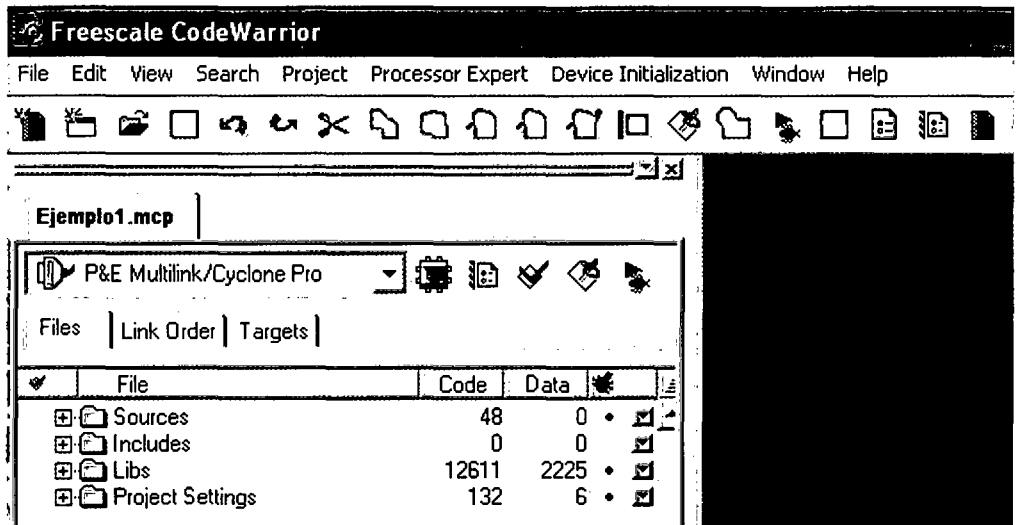 Freescale CodeWarrior
File Edit View Search Project Processor Expert Device Initialization Window Help
Ejemplo1.mcp
P&E Multilink/Cyclone Pro
Files Link Order Targets
File Code Data
Sources 48 0
Includes 0 0
Libs 12611 2225
Project Settings 132 6